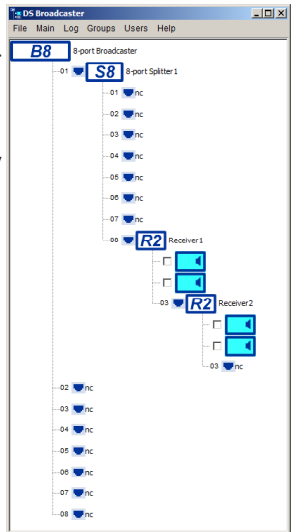 DS Broadcaster
File Main Log Groups Users Help
B8 8-port Broadcaster
01 S8 8-port Splitter1
01 nc
02 nc
03 nc
04 nc
05 nc
06 nc
07 nc
08 R2 Receiver1
03 R2 Receiver2
03 nc
02 nc
03 nc
04 nc
05 nc
06 nc
07 nc
08 nc